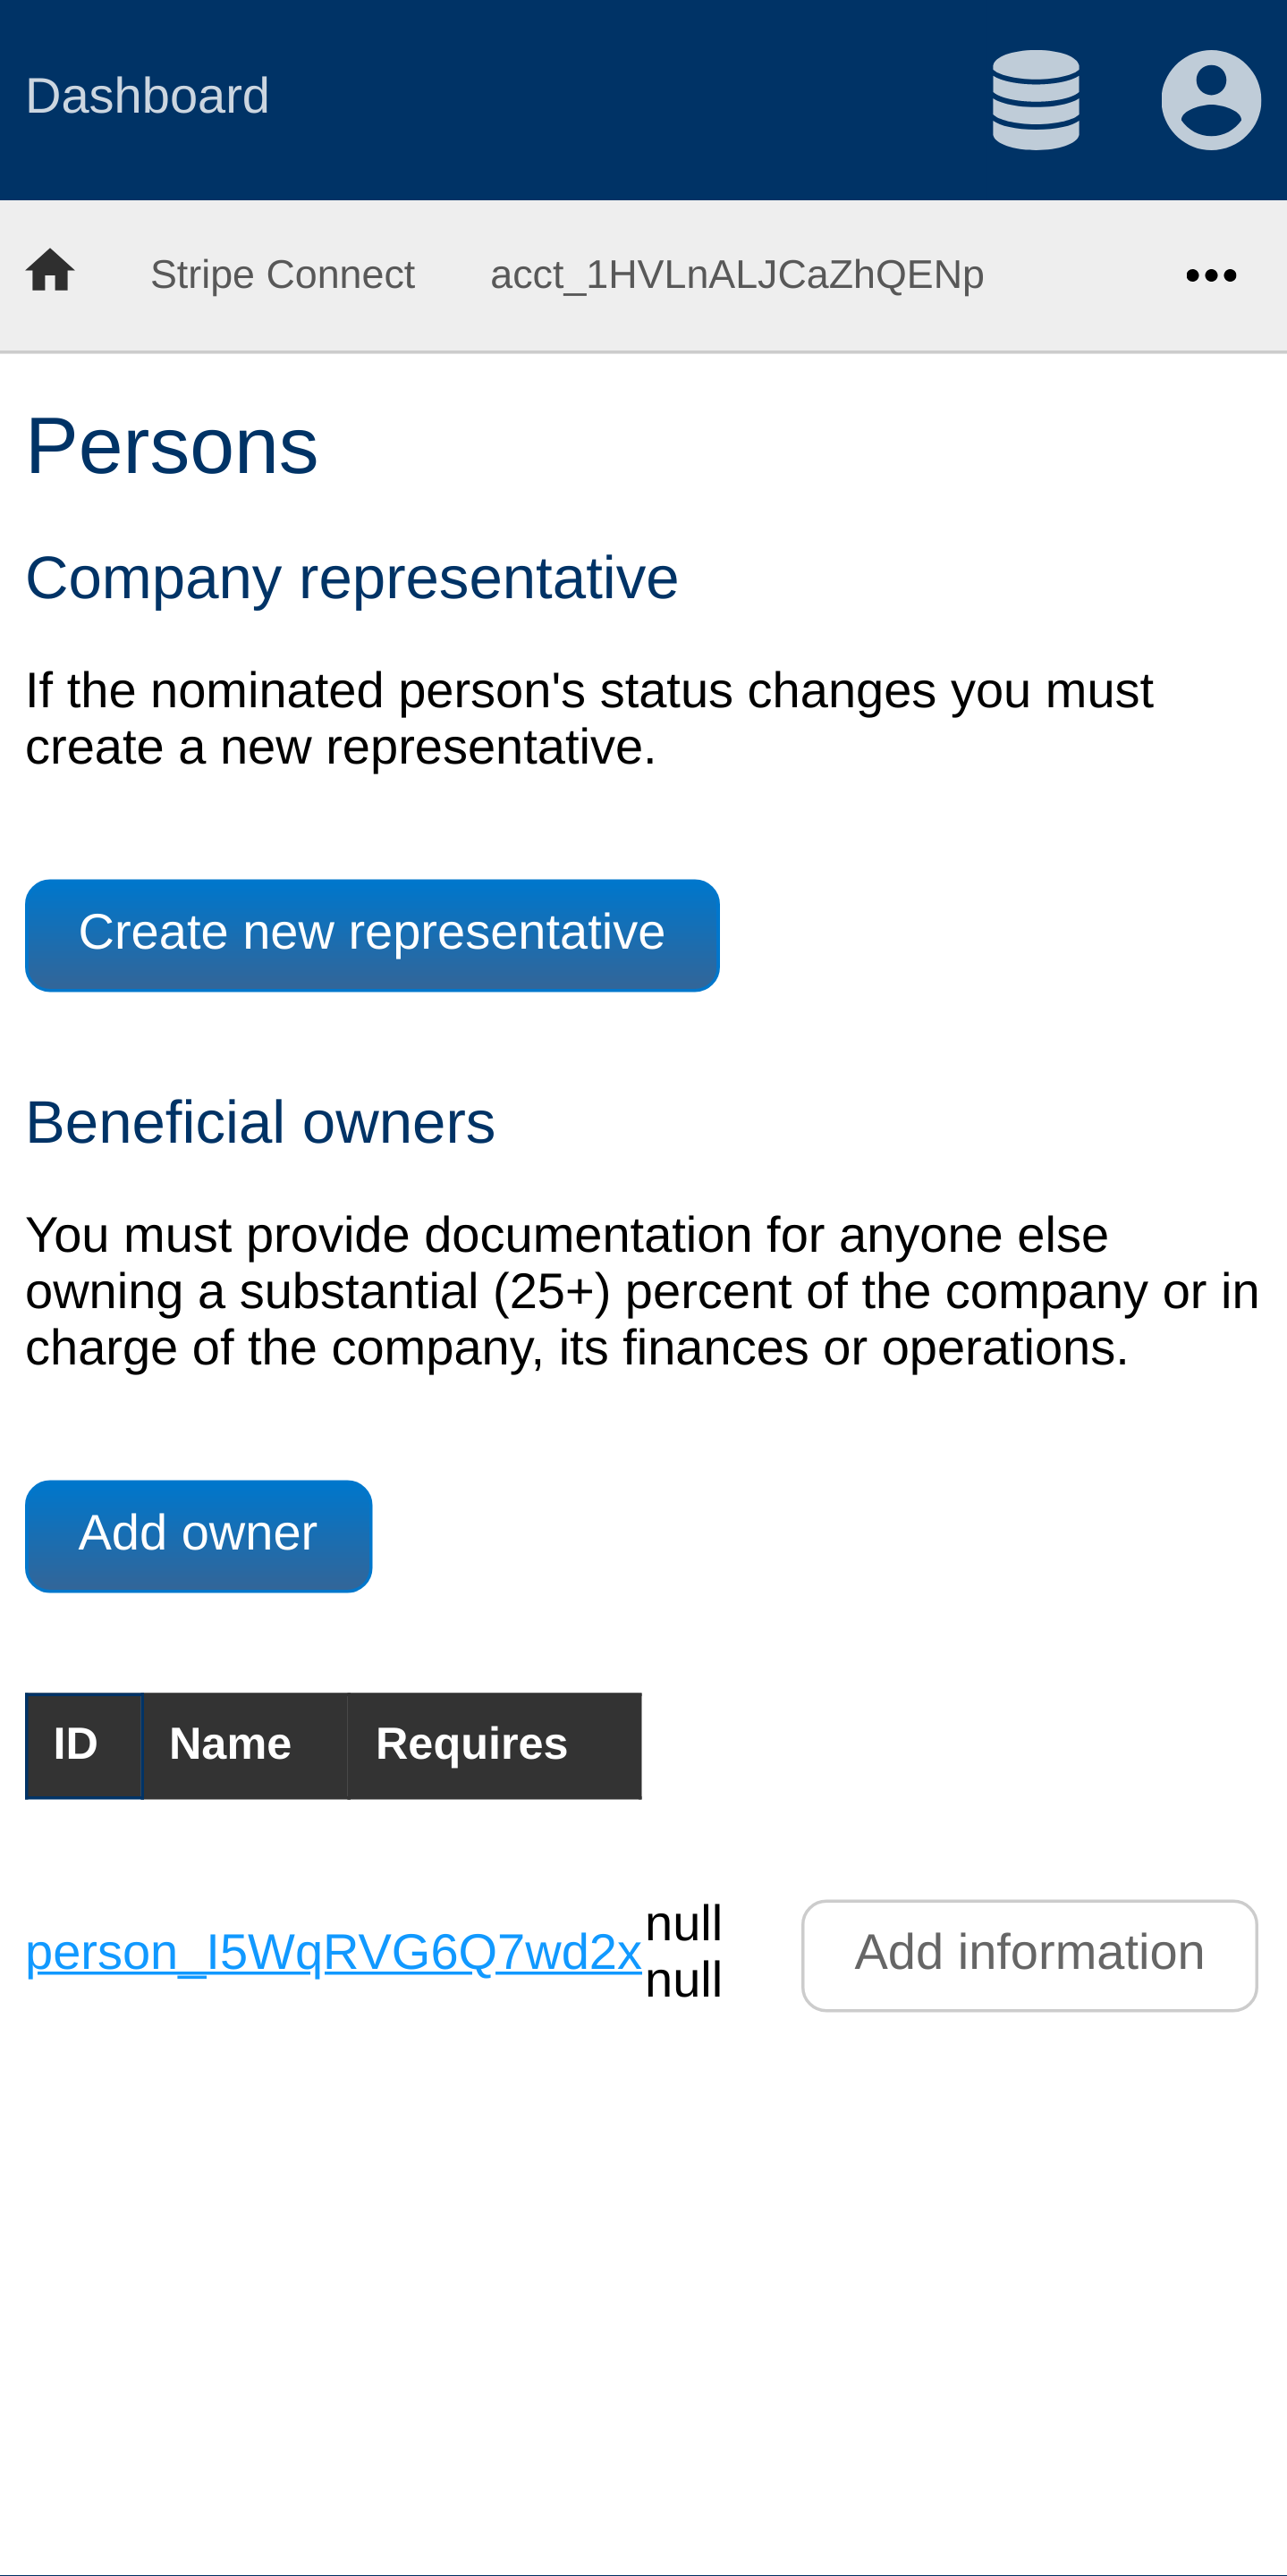 Dashboard
Stripe Connect acct_1HVLnALJCaZhQENp
Persons
Company representative
If the nominated person's status changes you must
create a new representative.
Create new representative
Beneficial owners
You must provide documentation for anyone else
owning a substantial (25+) percent of the company or in
charge of the company, its finances or operations.
Add owner
ID Name Requires
person_I5WqRVG6Q7wd2x null null Add information